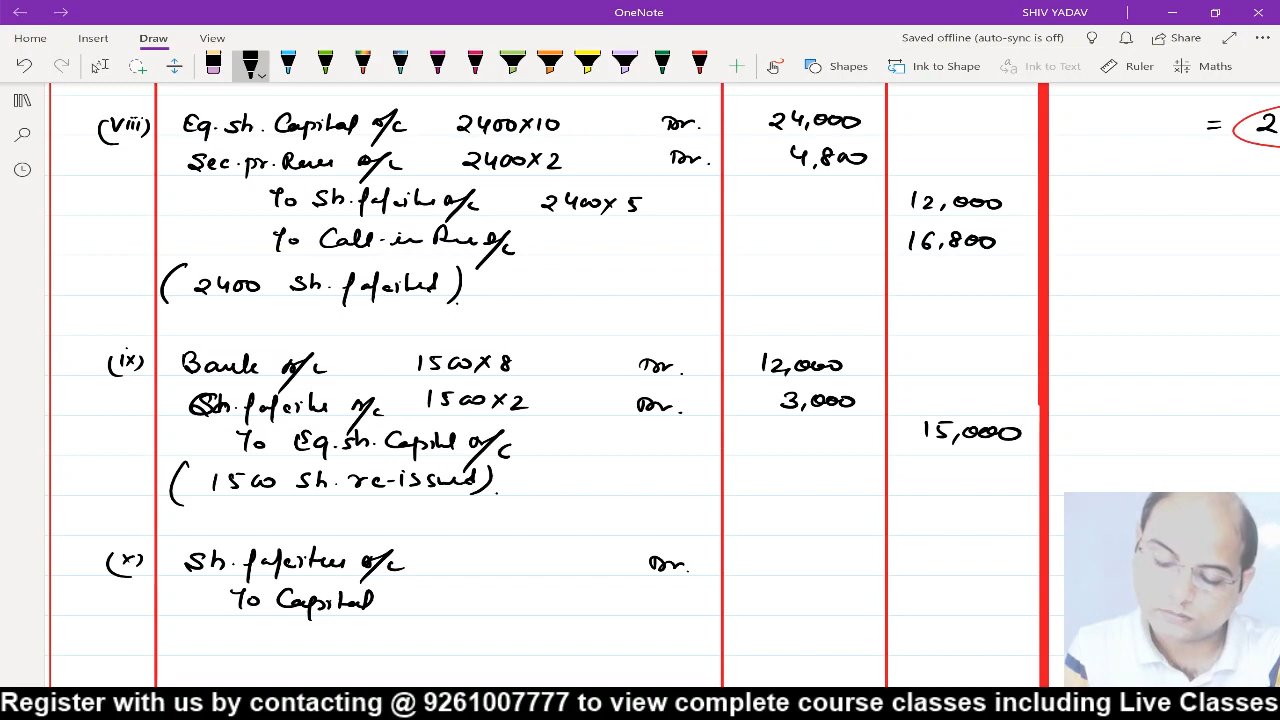 OneNote
SHIV YADAV
Home Insert Draw View
Saved offline (auto-sync is off)
Share
Shapes
Ink to Shape
Ink to Text
Ruler
Maths
(viii) Eq. sh. Capital a/c 2400×10 Dr. 24,000
= 2
Sec. pr. Reser a/c 2400×2 Dr. 4,800
To Sh. forfeite a/c 2400×5 12,000
To Call-in a/c 16,800
(2400 Sh. forfeited).
(ix) Bank a/c 1500×8 Dr. 12,000
Sh. forfeite a/c 1500×2 Dr. 3,000
To Eq. sh. Capital a/c 15,000
(1500 Sh. re-issued).
(x) Sh. a/c Dr.
To Capital
Register with us by contacting @ 9261007777 to view complete course classes including Live Classes